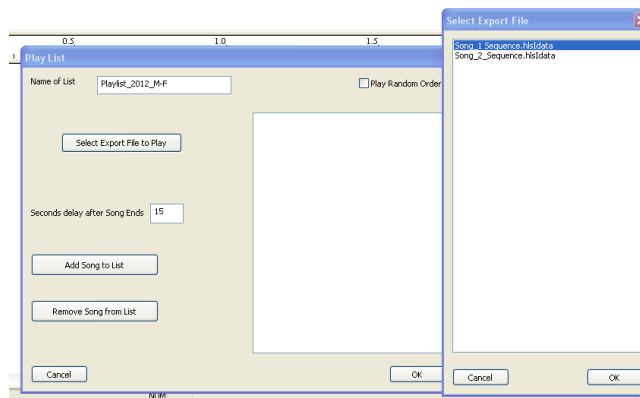 Select Export File
0.5 1.0 1.5
Song_1 Sequence.hlsIdata
Song_2_Sequence.hlsIdata
Play List
Name of List
Playlist_2012_M-F
Play Random Order
Select Export File to Play
Seconds delay after Song Ends
15
Add Song to List
Remove Song from List
Cancel
OK
Cancel
OK
NUM